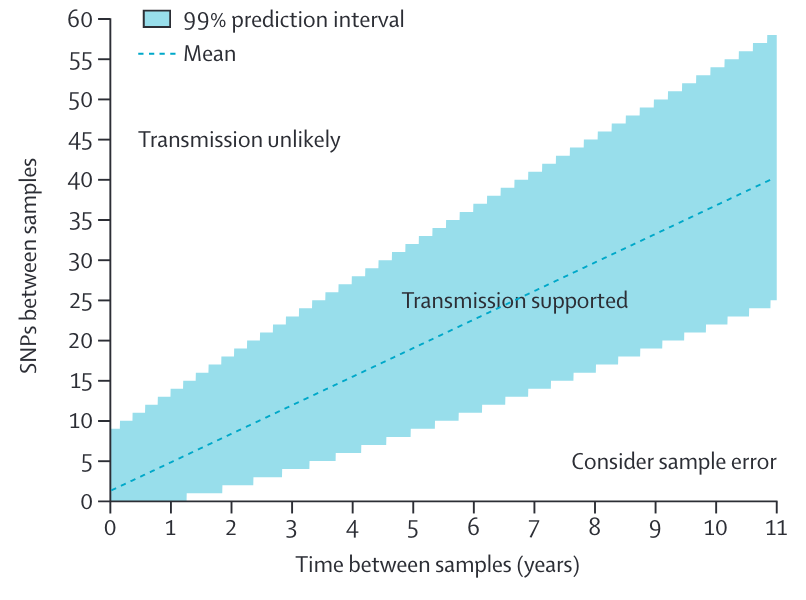 60
55
50
45
40
35
30
25
20
15
10
5
0
SNPs between samples
99% prediction interval
Mean
Transmission unlikely
Transmission supported
Consider sample error
0 1 2 3 4 5 6 7 8 9 10 11
Time between samples (years)